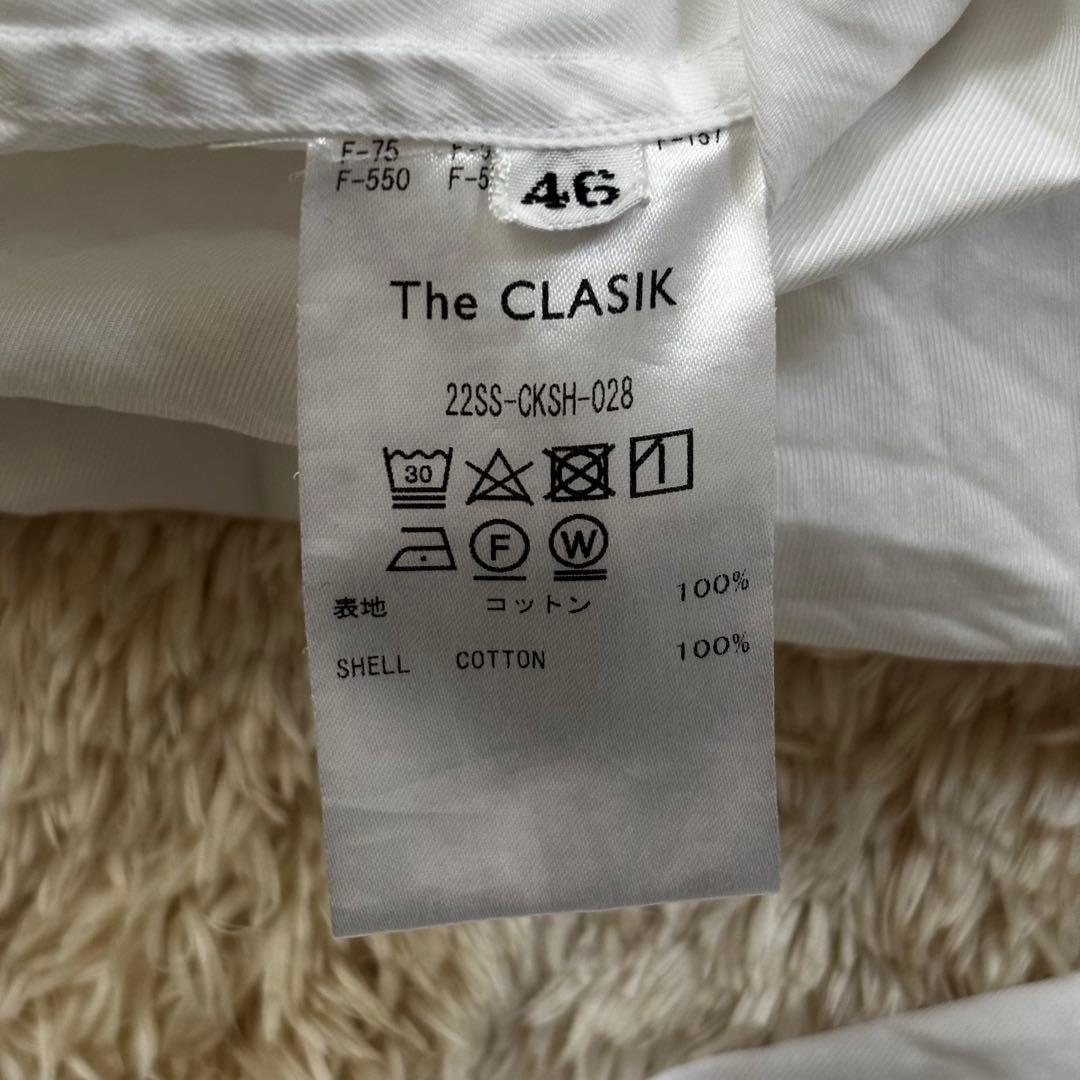 F-75
F-550
46
The CLASIK
22SS-CKSH-028
30
F W
表地 コットン 100%
SHELL COTTON 100%